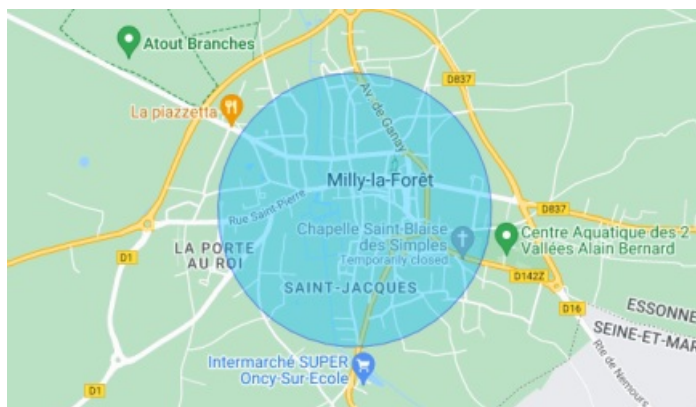 Atout Branches
La piazzetta
Av. de Ganay
D837
Milly-la-Forêt
Rue Saint-Pierre
D837
Chapelle Saint-Blaise
des Simples
Temporarily closed
Centre Aquatique des 2
Vallées Alain Bernard
D1
LA PORTE
AU ROI
D142Z
SAINT-JACQUES
D16
ESSONNE
SEINE-ET-MAR
Rte de Nemours
Intermarché SUPER
Oncy-Sur-Ecole
D1